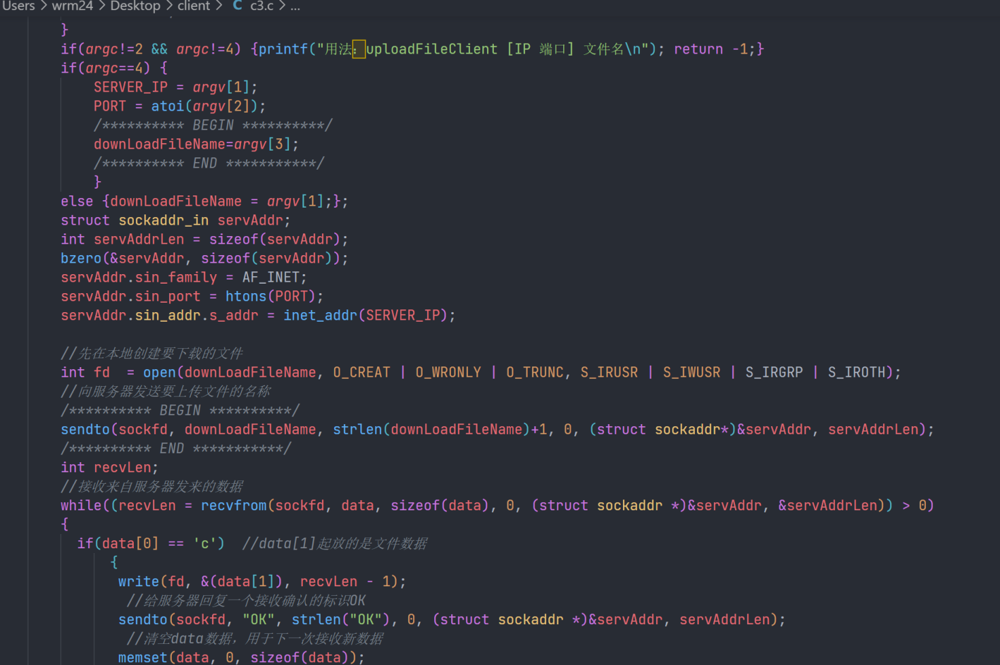 Users > wrm24 > Desktop > client > C c3.c > ...
}
if(argc!=2 && argc!=4) {printf("用法：uploadFileClient [IP 端口] 文件名\n"); return -1;}
if(argc==4) {
SERVER_IP = argv[1];
PORT = atoi(argv[2]);
/********** BEGIN **********/
downLoadFileName=argv[3];
/********** END ***********/
}
else {downLoadFileName = argv[1];};
struct sockaddr_in servAddr;
int servAddrLen = sizeof(servAddr);
bzero(&servAddr, sizeof(servAddr));
servAddr.sin_family = AF_INET;
servAddr.sin_port = htons(PORT);
servAddr.sin_addr.s_addr = inet_addr(SERVER_IP);
//先在本地创建要下载的文件
int fd  = open(downLoadFileName, O_CREAT | O_WRONLY | O_TRUNC, S_IRUSR | S_IWUSR | S_IRGRP | S_IROTH);
//向服务器发送要上传文件的名称
/********** BEGIN **********/
sendto(sockfd, downLoadFileName, strlen(downLoadFileName)+1, 0, (struct sockaddr*)&servAddr, servAddrLen);
/********** END ***********/
int recvLen;
//接收来自服务器发来的数据
while((recvLen = recvfrom(sockfd, data, sizeof(data), 0, (struct sockaddr *)&servAddr, &servAddrLen)) > 0)
{
if(data[0] == 'c')  //data[1]起放的是文件数据
{
write(fd, &(data[1]), recvLen - 1);
//给服务器回复一个接收确认的标识OK
sendto(sockfd, "OK", strlen("OK"), 0, (struct sockaddr *)&servAddr, servAddrLen);
//清空data数据，用于下一次接收新数据
memset(data, 0, sizeof(data));